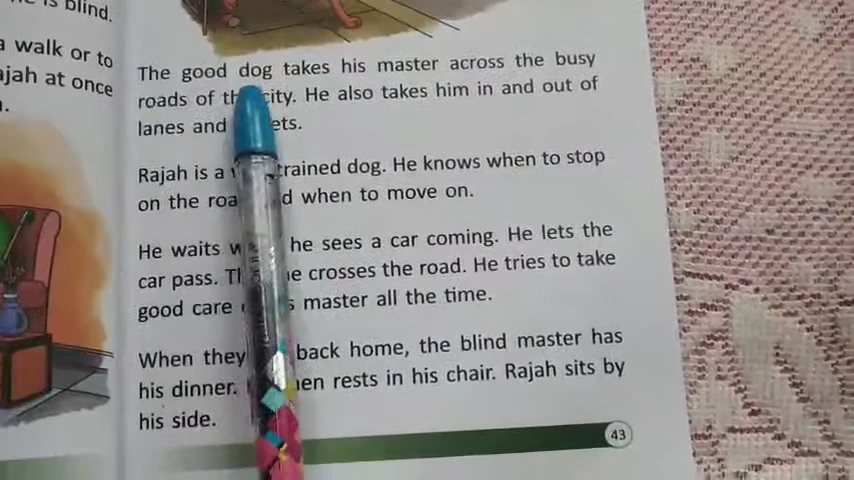 is blind.
a walk or to
ajah at once
The good dog takes his master across the busy
roads of the city. He also takes him in and out of
lanes and ets.
Rajah is a trained dog. He knows when to stop
on the roa d when to move on.
He waits w he sees a car coming. He lets the
car pass. T he crosses the road. He tries to take
good care s master all the time.
When they back home, the blind master has
his dinner. en rests in his chair. Rajah sits by
his side.
43